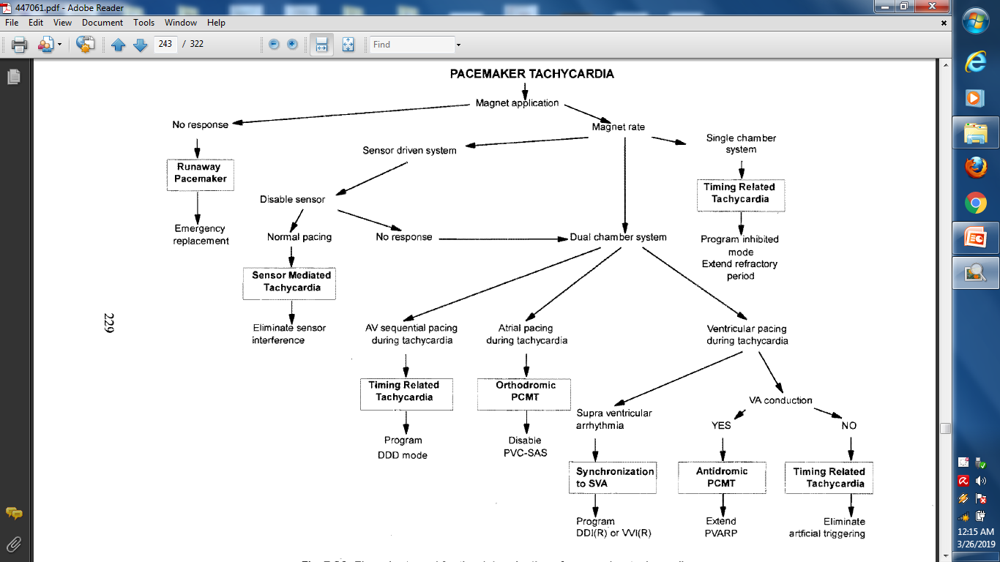 447061.pdf - Adobe Reader
File Edit View Document Tools Window Help
243 / 322
Find
PACEMAKER TACHYCARDIA
Magnet application
No response
Magnet rate
Single chamber
system
Sensor driven system
Runaway
Pacemaker
Timing Related
Tachycardia
Disable sensor
Emergency
replacement
Normal pacing
No response
Dual chamber system
Program inhibited
mode
Extend refractory
period
Sensor Mediated
Tachycardia
Eliminate sensor
interference
229
AV sequential pacing
during tachycardia
Atrial pacing
during tachycardia
Ventricular pacing
during tachycardia
Timing Related
Tachycardia
Orthodromic
PCMT
VA conduction
Supra ventricular
arrhythmia
YES
NO
Program
DDD mode
Disable
PVC-SAS
Synchronization
to SVA
Antidromic
PCMT
Timing Related
Tachycardia
Program
DDI(R) or VVI(R)
Extend
PVARP
Eliminate
artficial triggering
12:15 AM
3/26/2019